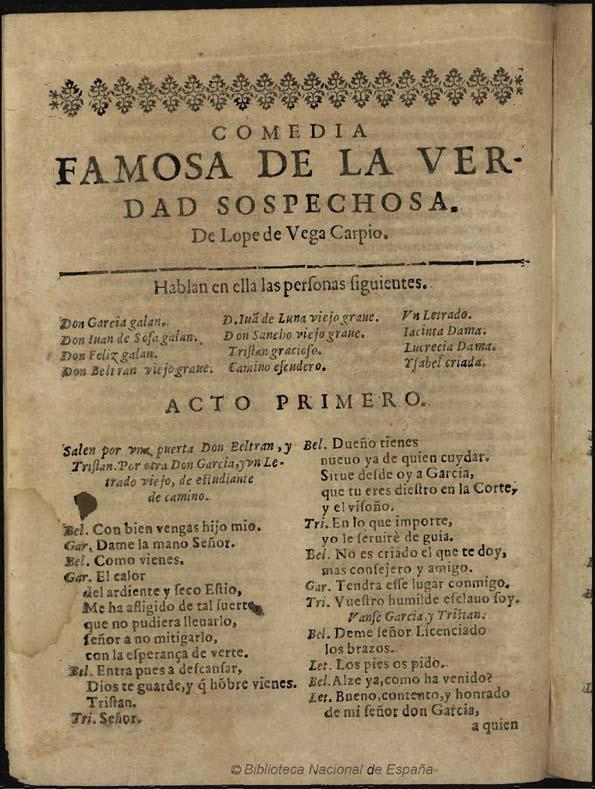 COMEDIA
FAMOSA DE LA VER-
DAD SOSPECHOSA.
De Lope de Vega Carpio.
Hablan en ella las perſonas ſiguientes.
Don Garcia galan.
Don Iuan de Soſa galan.
Don Feliz galan.
Don Beltran viejo graue.
D. Iuã de Luna viejo graue.
Don Sancho viejo graue.
Triſtan gracioſo.
Camino eſcudero.
Vn Letrado.
Iacinta Dama.
Lucrecia Dama.
Yſabel criada.
ACTO PRIMERO.
Salen por vna puerta Don Beltran, y
Triſtan. Por otra Don Garcia, y vn Le-
trado viejo, de eſtudiante
de camino.
Bel. Con bien vengas hijo mio.
Gar. Dame la mano Señor.
Bel. Como vienes.
Gar. El calor
del ardiente y ſeco Eſtio,
Me ha afligido de tal ſuerte,
que no pudiera lleuarlo,
ſeñor a no mitigarlo,
con la eſperança de verte.
Bel. Entra pues a deſcanſar,
Dios te guarde, y q̃ hõbre vienes.
Triſtan.
Tri. Señor.
Bel. Dueño tienes
nueuo ya de quien cuydar.
Sirue deſde oy a Garcia,
que tu eres dieſtro en la Corte,
y el viſoño.
Tri. En lo que importe,
yo le ſeruirè de guia.
Bel. No es criado el que te doy,
mas conſejero y amigo.
Gar. Tendra eſſe lugar conmigo.
Tri. Vueſtro humilde eſclauo ſoy.
Vanſe Garcia, y Triſtan.
Bel. Deme ſeñor Licenciado
los brazos.
Let. Los pies os pido.
Bel. Alze ya, como ha venido?
Let. Bueno, contento, y honrado
de mi ſeñor don Garcia,
a quien
© Biblioteca Nacional de España